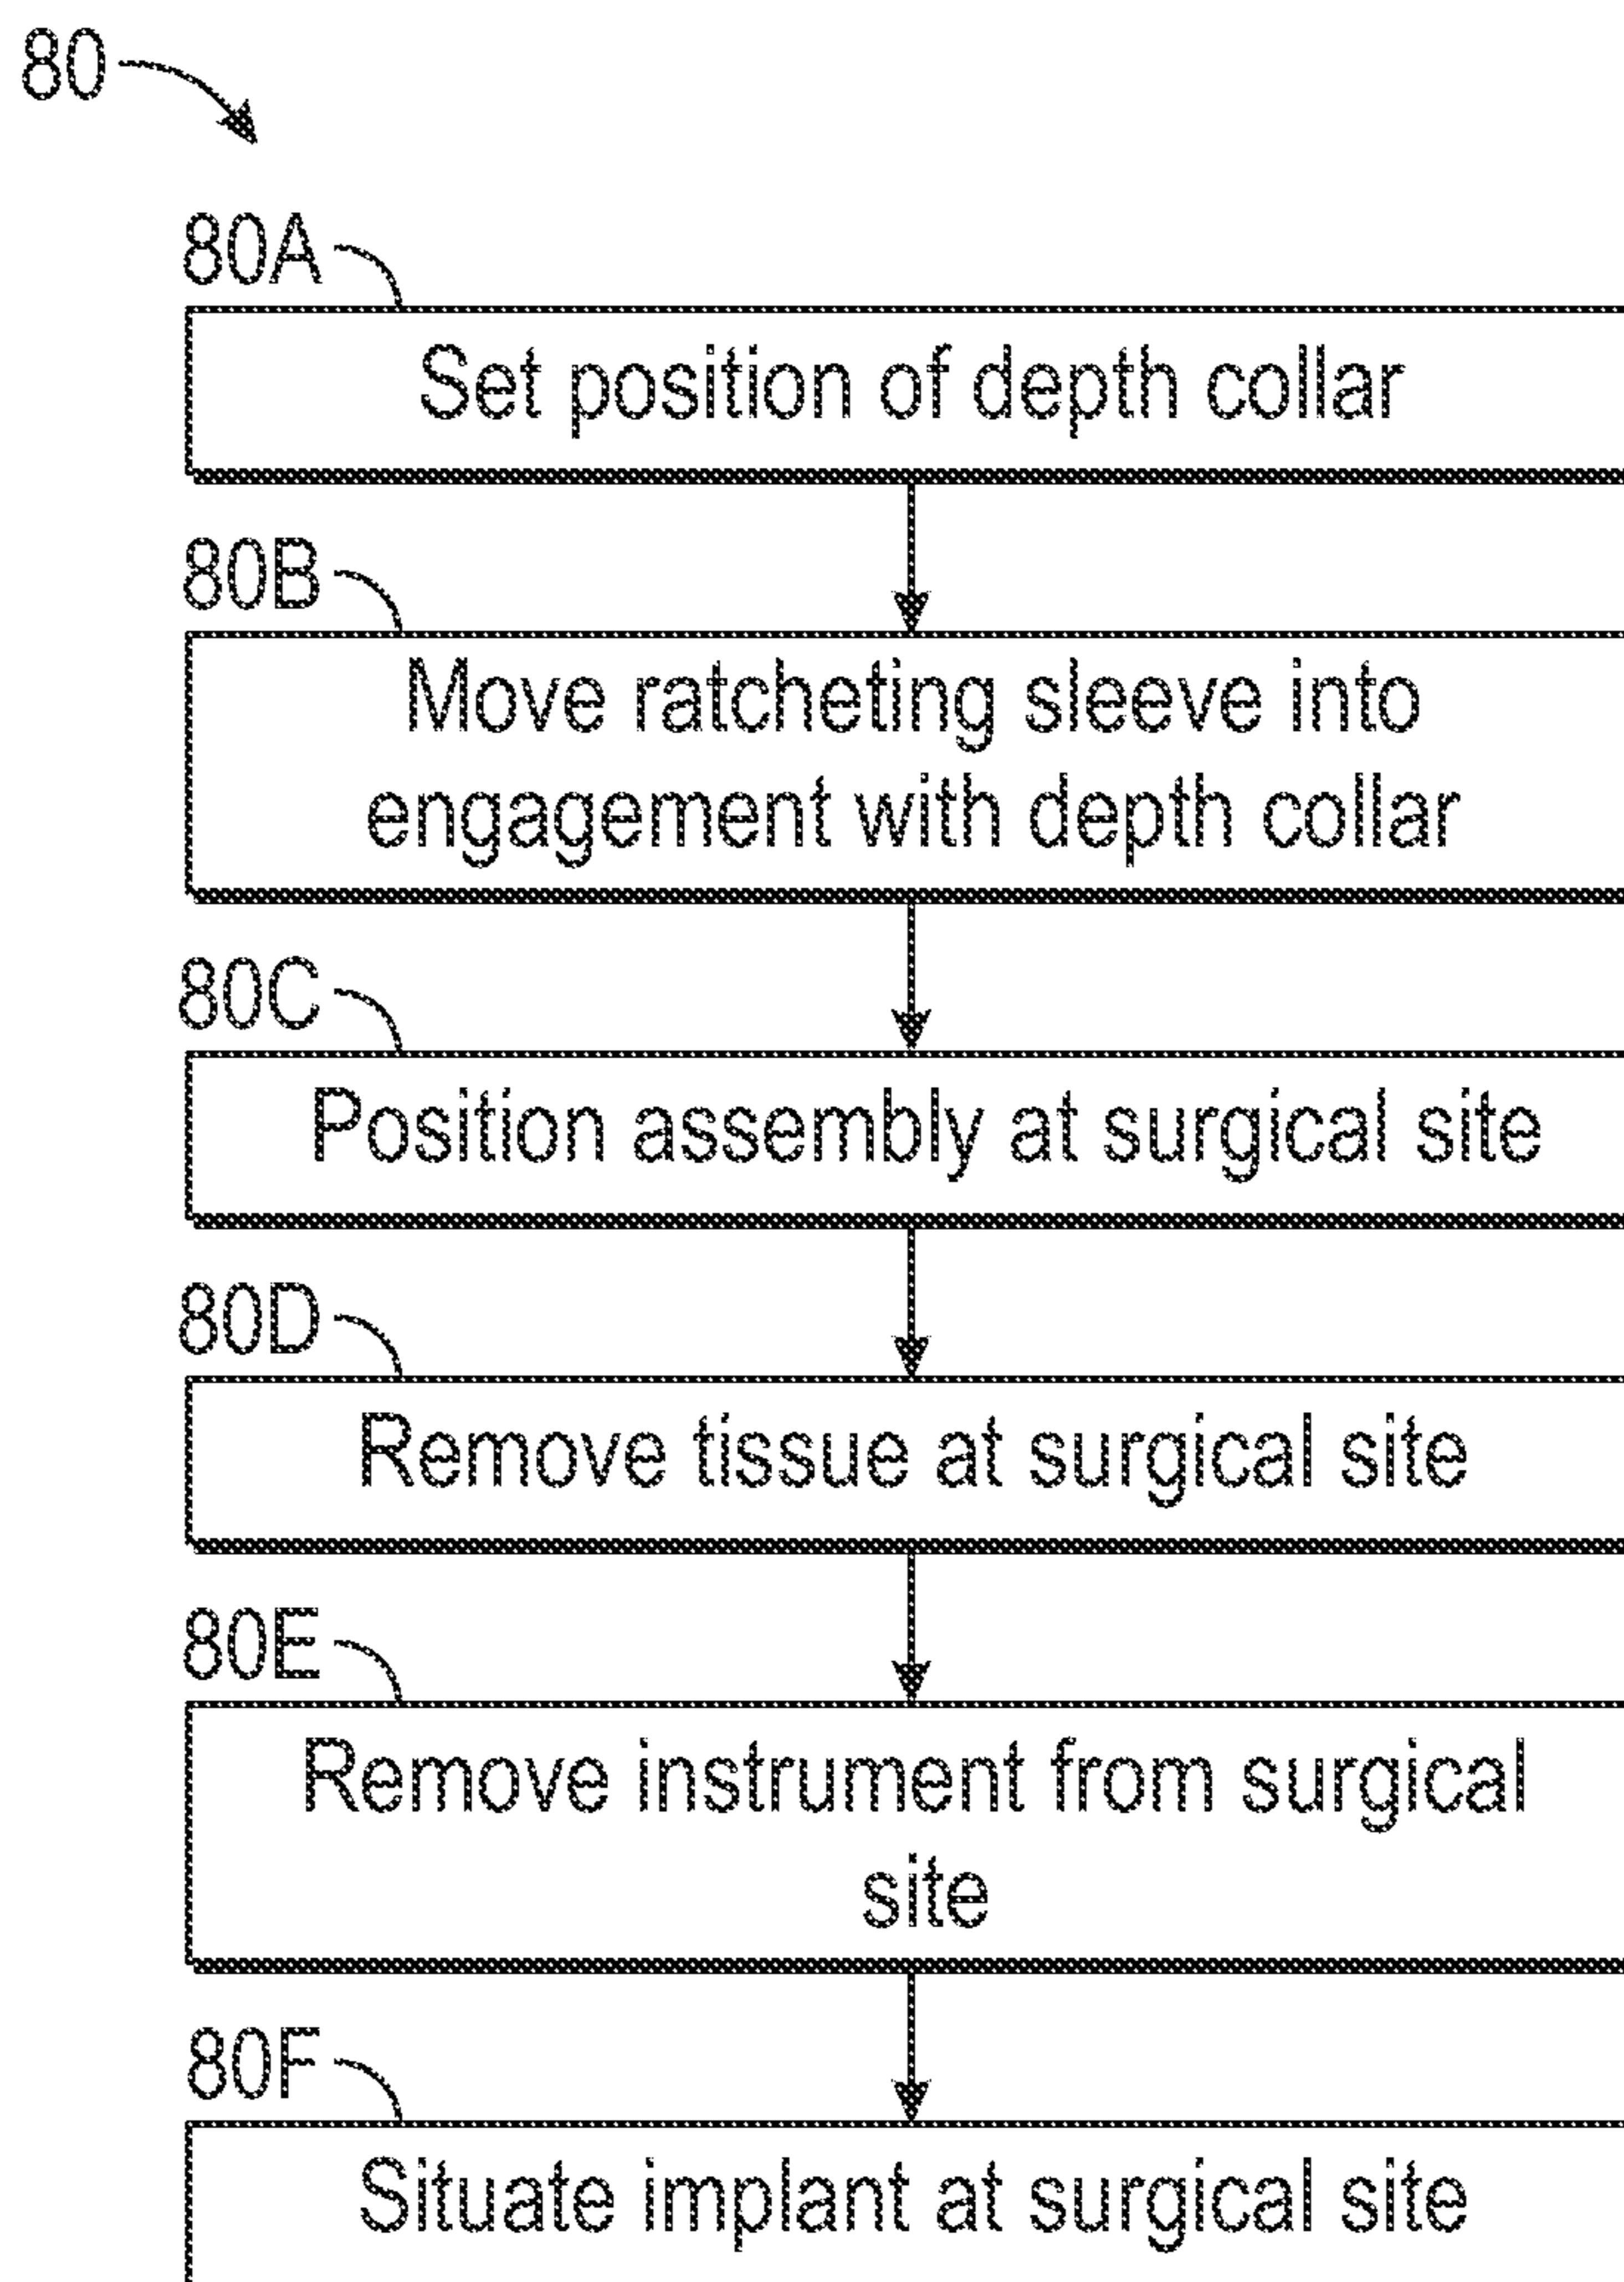 80
80A
Set position of depth collar
80B
Move ratcheting sleeve into
engagement with depth collar
80C
Position assembly at surgical site
80D
Remove tissue at surgical site
80E
Remove instrument from surgical
site
80F
Situate implant at surgical site